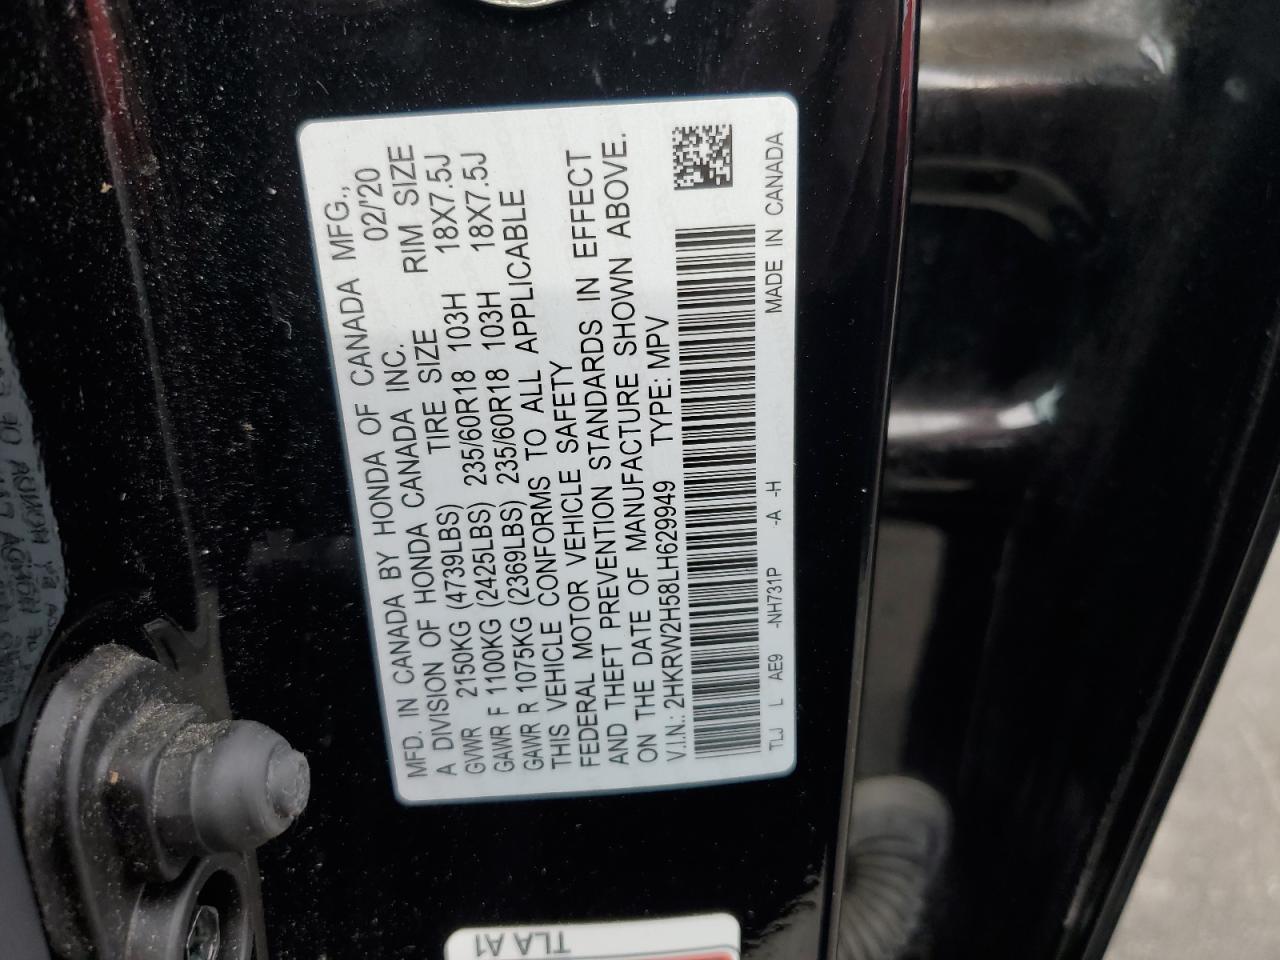 MFD. IN CANADA BY HONDA OF CANADA MFG.,
A DIVISION OF HONDA CANADA INC. 02/'20
TIRE SIZE RIM SIZE
GVWR 2150KG (4739LBS)
GAWR F 1100KG (2425LBS) 235/60R18 103H 18X7.5J
GAWR R 1075KG (2369LBS) 235/60R18 103H 18X7.5J
THIS VEHICLE CONFORMS TO ALL APPLICABLE
FEDERAL MOTOR VEHICLE SAFETY
AND THEFT PREVENTION STANDARDS IN EFFECT
ON THE DATE OF MANUFACTURE SHOWN ABOVE.
V.I.N.: 2HKRW2H58LH629949 TYPE: MPV
TLJ L AE9 -NH731P -A -H MADE IN CANADA
TLA A1